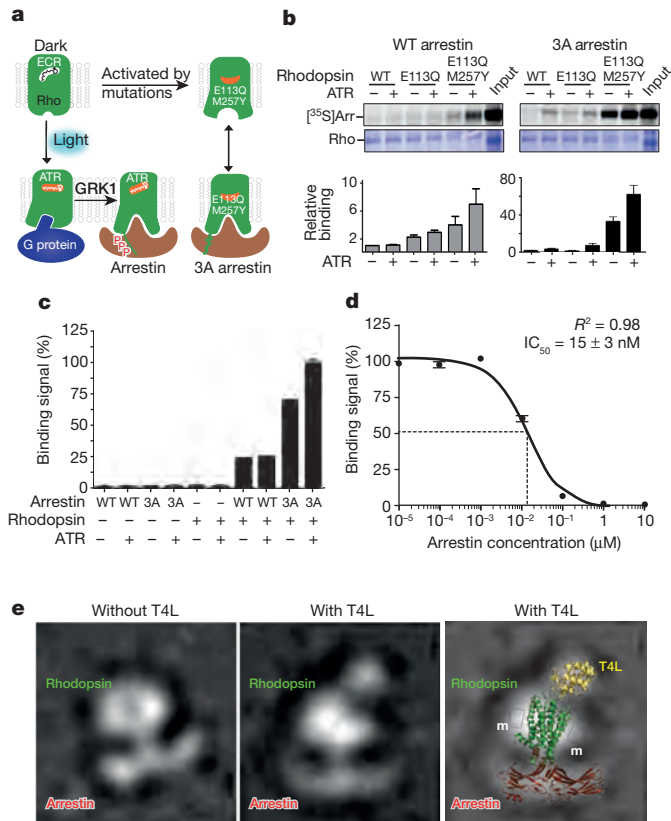 a
Dark
ECR
Rho
Activated by
mutations
E113Q
M257Y
Light
ATR
GRK1
ATR
E113Q
M257Y
G protein
P
P
P
Arrestin
3A arrestin
b
WT arrestin
3A arrestin
Rhodopsin
WT
E113Q
E113Q
M257Y
Input
WT
E113Q
E113Q
M257Y
Input
ATR – + – + – + – + – + – +
[³⁵S]Arr
Rho
Relative
binding
10
6
2
80
40
0
ATR – + – + – + – + – + – +
c
Binding signal (%)
125
100
75
50
25
0
Arrestin WT WT 3A 3A – – WT WT 3A 3A
Rhodopsin – – – – + + + + + +
ATR – + – + – + – + – +
d
Binding signal (%)
125
100
75
50
25
0
R² = 0.98
IC₅₀ = 15 ± 3 nM
10⁻⁵ 10⁻⁴ 10⁻³ 10⁻² 10⁻¹ 1 10
Arrestin concentration (μM)
e
Without T4L
With T4L
With T4L
Rhodopsin
Rhodopsin
Rhodopsin
T4L
m
m
Arrestin
Arrestin
Arrestin